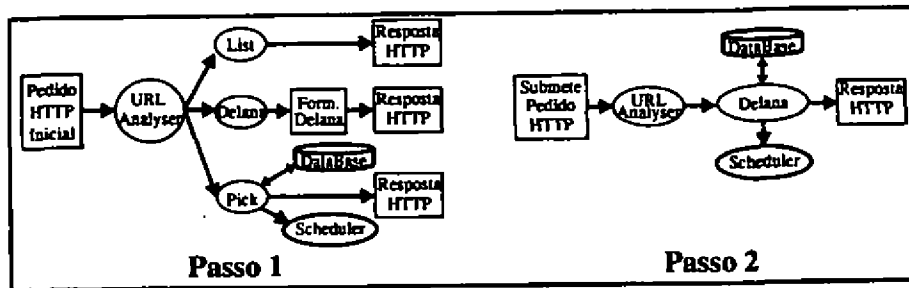 Pedido
HTTP
Inicial
URL
Analyser
List
Resposta
HTTP
Delana
Form.
Delana
Resposta
HTTP
DataBase
Pick
Resposta
HTTP
Scheduler
Passo 1
Submete
Pedido
HTTP
URL
Analyser
DataBase
Delana
Resposta
HTTP
Scheduler
Passo 2